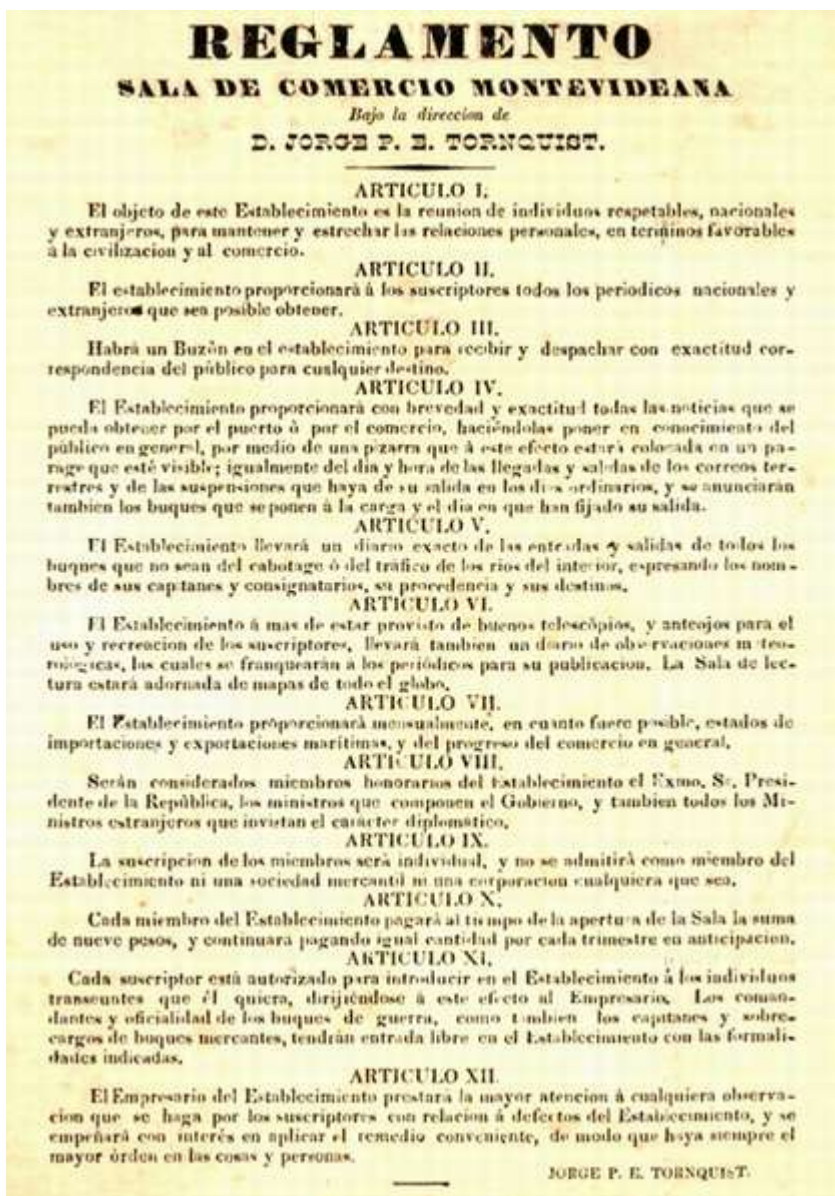 REGLAMENTO
SALA DE COMERCIO MONTEVIDEANA
Bajo la direccion de
D. JORGE P. E. TORNQUIST.
ARTICULO I.
El objeto de este Establecimiento es la reunion de individuos respetables, nacionales
y extranjeros, para mantener y estrechar las relaciones personales, en terminos favorables
à la civilizacion y al comercio.
ARTICULO II.
El establecimiento proporcionará á los suscriptores todos los periodicos nacionales y
extranjeros que sea posible obtener.
ARTICULO III.
Habrá un Buzón en el establecimiento para recibir y despachar con exactitud cor-
respondencia del público para cualquier destino.
ARTICULO IV.
El Establecimiento proporcionará con brevedad y exactitud todas las noticias que se
pueda obtener por el puerto ò por el comercio, haciéndolas poner en conocimiento del
público en general, por medio de una pizarra que à este efecto estará colocada en un pa-
rage que esté visible; igualmente del dia y hora de las llegadas y salidas de los correos ter-
restres y de las suspensiones que haya de su salida en los dias ordinarios, y se anunciarán
tambien los buques que se ponen á la carga y el dia en que han fijado su salida.
ARTICULO V.
El Establecimiento llevará un diario exacto de las entradas y salidas de todos los
buques que no sean del cabotage ó del tráfico de los rios del interior, espresando los nom-
bres de sus capitanes y consignatarios, su procedencia y sus destinos.
ARTICULO VI.
El Establecimiento á mas de estar provisto de buenos telescòpios, y anteojos para el
uso y recreacion de los suscriptores, llevará tambien un diario de observaciones meteo-
rologicas, las cuales se franquearán a los periódicos para su publicacion. La Sala de lec-
tura estará adornada de mapas de todo el globo.
ARTICULO VII.
El Establecimiento proporcionará mensualmente, en cuanto fuere posible, estados de
importaciones y exportaciones marítimas, y del progreso del comercio en general.
ARTICULO VIII.
Serán considerados miembros honorarios del Establecimiento el Exmo. Sr. Presi-
dente de la República, los ministros que componen el Gobierno, y tambien todos los Mi-
nistros estranjeros que invistan el carácter diplomático.
ARTICULO IX.
La suscripcion de los miembros será individual, y no se admitirá como miembro del
Establecimiento ni una sociedad mercantil ni una corporacion cualquiera que sea.
ARTICULO X.
Cada miembro del Establecimiento pagará al tiempo de la apertura de la Sala la suma
de nueve pesos, y continuará pagando igual cantidad por cada trimestre en anticipacion.
ARTICULO XI.
Cada suscriptor está autorizado para introducir en el Establecimiento à los individuos
transeuntes que él quiera, dirijiéndose á este efecto al Empresario. Los coman-
dantes y oficialidad de los buques de guerra, como tambien los capitanes y sobre-
cargos de buques mercantes, tendrán entrada libre en el Establecimiento con las formali-
dades indicadas.
ARTICULO XII.
El Empresario del Establecimiento prestará la mayor atencion á cualquiera observa-
cion que se haga por los suscriptores con relacion á defectos del Establecimiento, y se
empeñará con interés en aplicar el remedio conveniente, de modo que haya siempre el
mayor órden en las cosas y personas.
JORGE P. E. TORNQUIST.